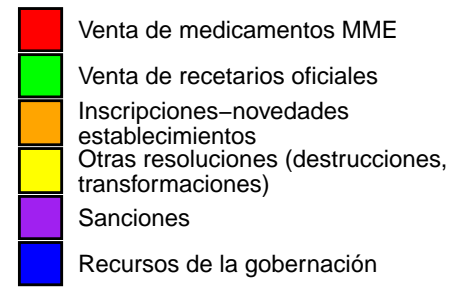 Venta de medicamentos MME
Venta de recetarios oficiales
Inscripciones−novedades
establecimientos
Otras resoluciones (destrucciones,
transformaciones)
Sanciones
Recursos de la gobernación